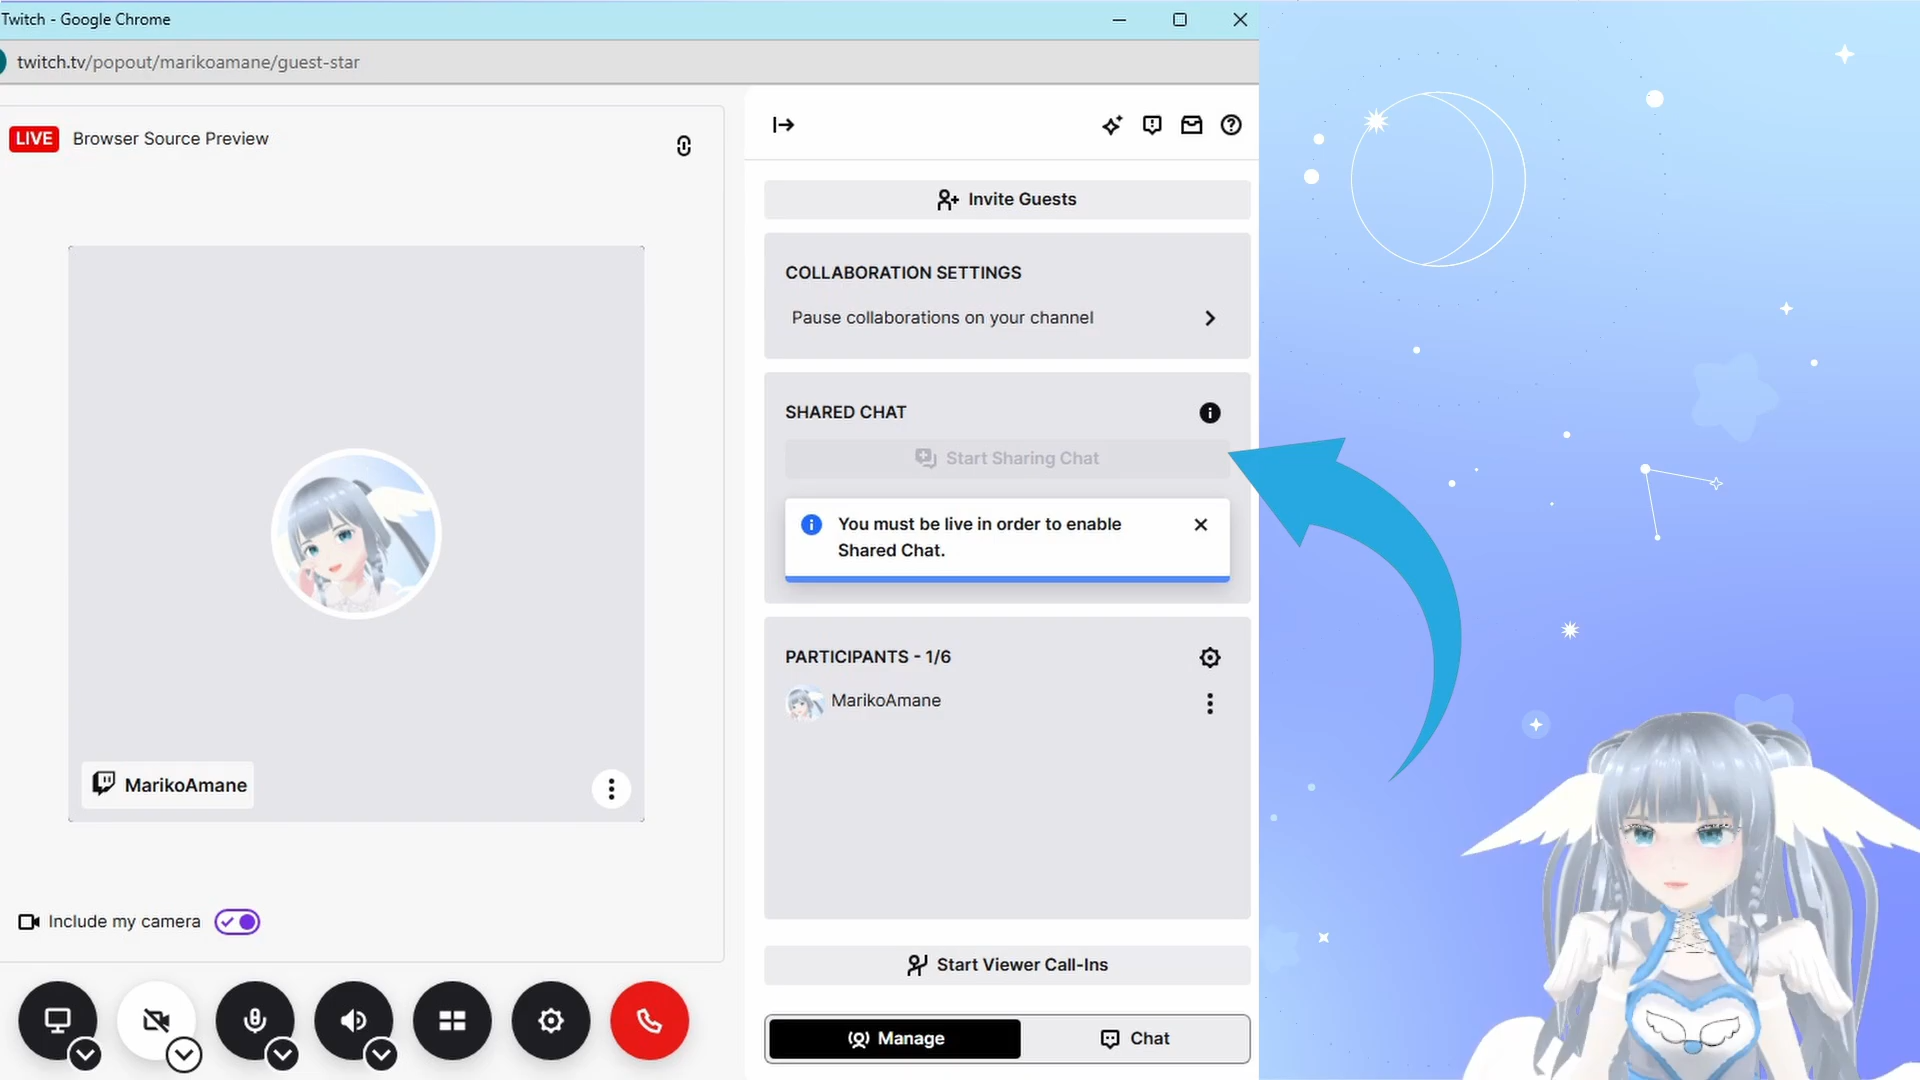 Twitch - Google Chrome
twitch.tv/popout/marikoamane/guest-star
LIVE Browser Source Preview
MarikoAmane
Include my camera
Invite Guests
COLLABORATION SETTINGS
Pause collaborations on your channel
SHARED CHAT
Start Sharing Chat
You must be live in order to enable
Shared Chat.
PARTICIPANTS - 1/6
MarikoAmane
Start Viewer Call-Ins
Manage
Chat